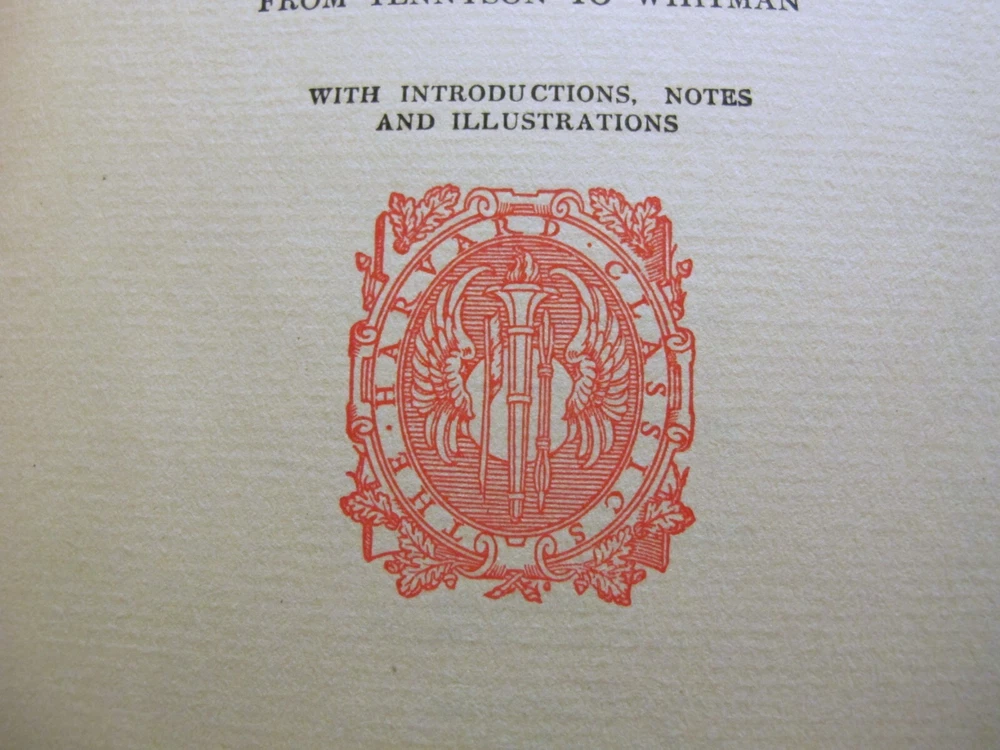 FROM TENNYSON TO WHITMAN
WITH INTRODUCTIONS, NOTES
AND ILLUSTRATIONS
THE · HARVARD · CLASSICS